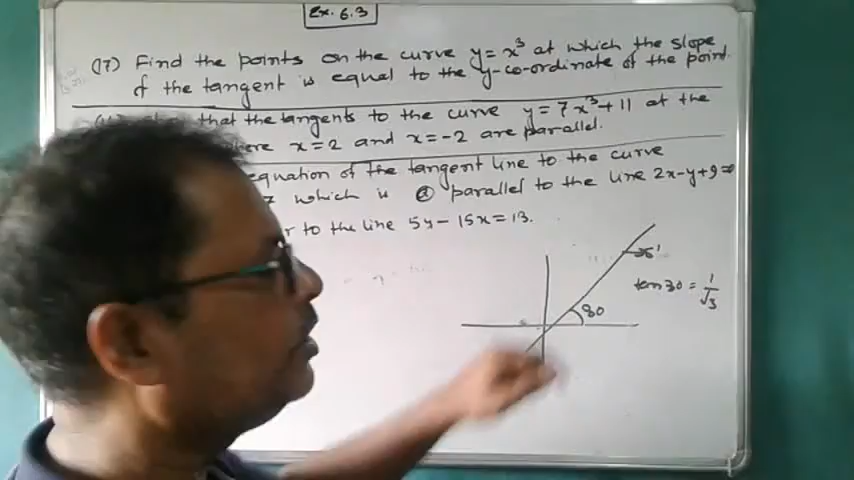 Ex. 6.3
(17) Find the points on the curve y = x³ at which the slope
of the tangent is equal to the y-co-ordinate of the point.
that the tangents to the curve y = 7x³ + 11 at the
here x = 2 and x = -2 are parallel.
equation of the tangent line to the curve
7 which is ⓐ parallel to the line 2x - y + 9 =
r to the line 5y - 15x = 13.
tan 30 = 1/√3
30